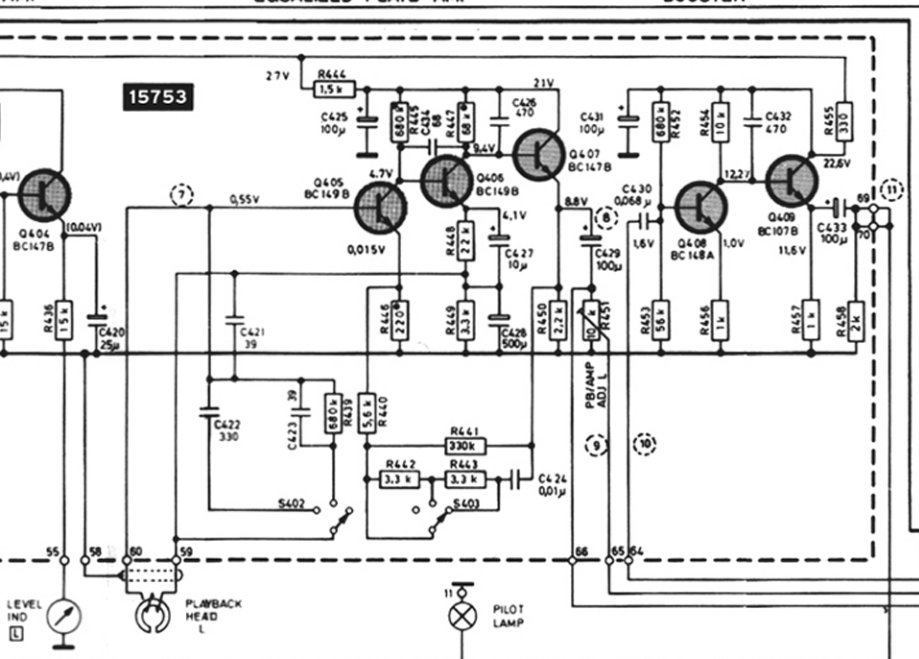 27V
R444
1,5k
21V
15753
C425
100µ
680k
R445
C434
68
R447
68k
C426
470
C431
100µ
680k
R452
R454
10k
C432
470
R455
330
9,4V
Q407
BC147B
22,6V
Q404
BC147B
(0,04V)
7
0,55V
Q405
BC149B
4,7V
Q406
BC149B
12,2V
Q409
BC107B
11
C430
0,068µ
8,8V
8
4,1V
1,6V
Q408
BC148A
1,0V
11,6V
C433
100µ
69
70
0,015V
R448
2,2k
C427
10µ
C429
100µ
R436
15k
15k
C420
25µ
C421
39
R446
220
R449
3,3k
C428
500µ
R450
2,2k
R451
10k
R453
56k
R456
1k
R457
1k
R458
2k
PB/AMP
ADJ L
C422
330
39
C423
680k
R439
5,6k
R440
R441
330k
9
10
R442
3,3k
R443
3,3k
C424
0,01µ
S402
S403
55
58
60
59
66
65
64
LEVEL
IND
L
PLAYBACK
HEAD
L
11
PILOT
LAMP